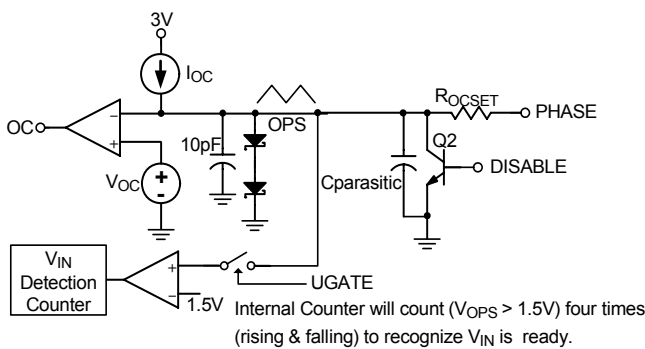 3V
IOC
ROCSET
PHASE
OC
−
+
10pF
OPS
Q2
DISABLE
Cparasitic
VOC
+
-
VIN
Detection
Counter
+
−
1.5V
UGATE
Internal Counter will count (VOPS > 1.5V) four times
(rising & falling) to recognize VIN is ready.